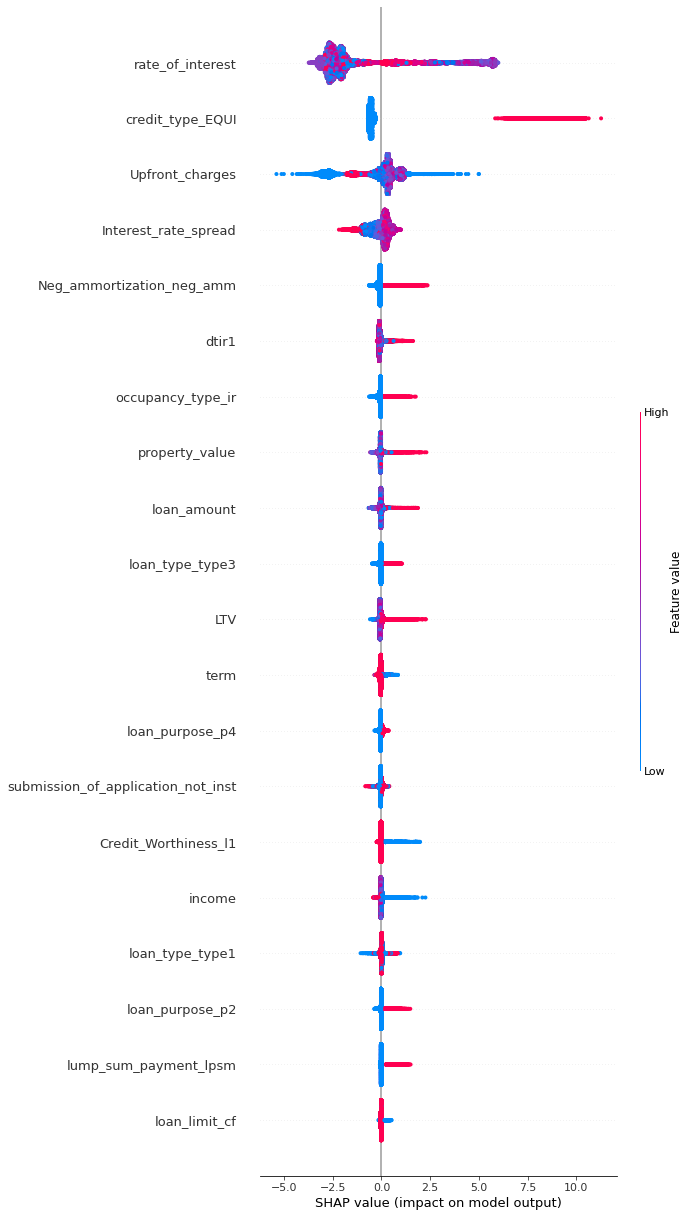 rate_of_interest
credit_type_EQUI
Upfront_charges
Interest_rate_spread
Neg_ammortization_neg_amm
dtir1
occupancy_type_ir
property_value
loan_amount
loan_type_type3
LTV
term
loan_purpose_p4
submission_of_application_not_inst
Credit_Worthiness_l1
income
loan_type_type1
loan_purpose_p2
lump_sum_payment_lpsm
loan_limit_cf
−5.0 −2.5 0.0 2.5 5.0 7.5 10.0
SHAP value (impact on model output)
High
Feature value
Low